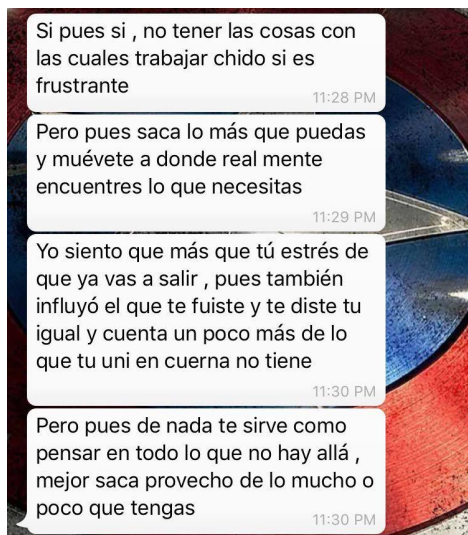 Si pues si , no tener las cosas con
las cuales trabajar chido si es
frustrante
11:28 PM
Pero pues saca lo más que puedas
y muévete a donde real mente
encuentres lo que necesitas
11:29 PM
Yo siento que más que tú estrés de
que ya vas a salir , pues también
influyó el que te fuiste y te diste tu
igual y cuenta un poco más de lo
que tu uni en cuerna no tiene
11:30 PM
Pero pues de nada te sirve como
pensar en todo lo que no hay allá ,
mejor saca provecho de lo mucho o
poco que tengas
11:30 PM